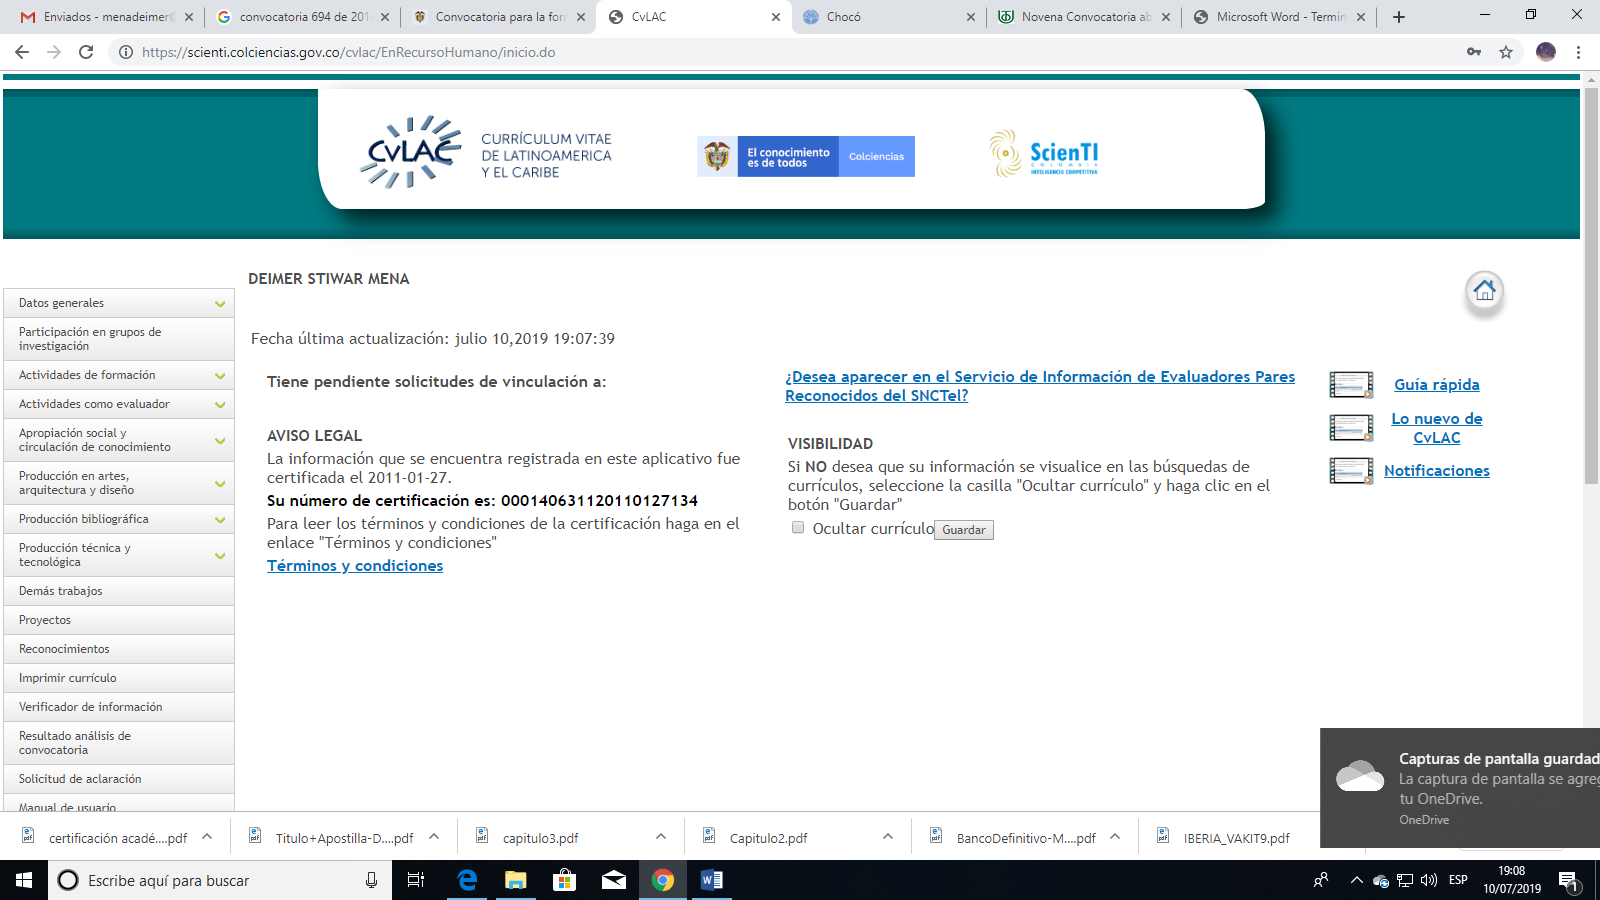 Enviados - menadeimer@
convocatoria 694 de 201
Convocatoria para la form
CvLAC
Chocó
Novena Convocatoria ab
Microsoft Word - Termin
https://scienti.colciencias.gov.co/cvlac/EnRecursoHumano/inicio.do
CvLAC
CURRÍCULUM VITAE
DE LATINOAMERICA
Y EL CARIBE
El conocimiento
es de todos
Colciencias
ScienTI
COLOMBIA
INTELIGENCIA COMPETITIVA
DEIMER STIWAR MENA
Fecha última actualización: julio 10,2019 19:07:39
Datos generales
Participación en grupos de
investigación
Actividades de formación
Actividades como evaluador
Apropiación social y
circulación de conocimiento
Producción en artes,
arquitectura y diseño
Producción bibliográfica
Producción técnica y
tecnológica
Demás trabajos
Proyectos
Reconocimientos
Imprimir currículo
Verificador de información
Resultado análisis de
convocatoria
Solicitud de aclaración
Manual de usuario
Tiene pendiente solicitudes de vinculación a:
AVISO LEGAL
La información que se encuentra registrada en este aplicativo fue
certificada el 2011-01-27.
Su número de certificación es: 000140631120110127134
Para leer los términos y condiciones de la certificación haga en el
enlace "Términos y condiciones"
Términos y condiciones
¿Desea aparecer en el Servicio de Información de Evaluadores Pares
Reconocidos del SNCTeI?
VISIBILIDAD
Si NO desea que su información se visualice en las búsquedas de
currículos, seleccione la casilla "Ocultar currículo" y haga clic en el
botón "Guardar"
Ocultar currículo Guardar
Guía rápida
Lo nuevo de
CvLAC
Notificaciones
Capturas de pantalla guardad
La captura de pantalla se agreg
tu OneDrive.
OneDrive
certificación acadé....pdf
Titulo+Apostilla-D....pdf
capitulo3.pdf
Capitulo2.pdf
BancoDefinitivo-M....pdf
IBERIA_VAKIT9.pdf
Escribe aquí para buscar
ESP
19:08
10/07/2019
1